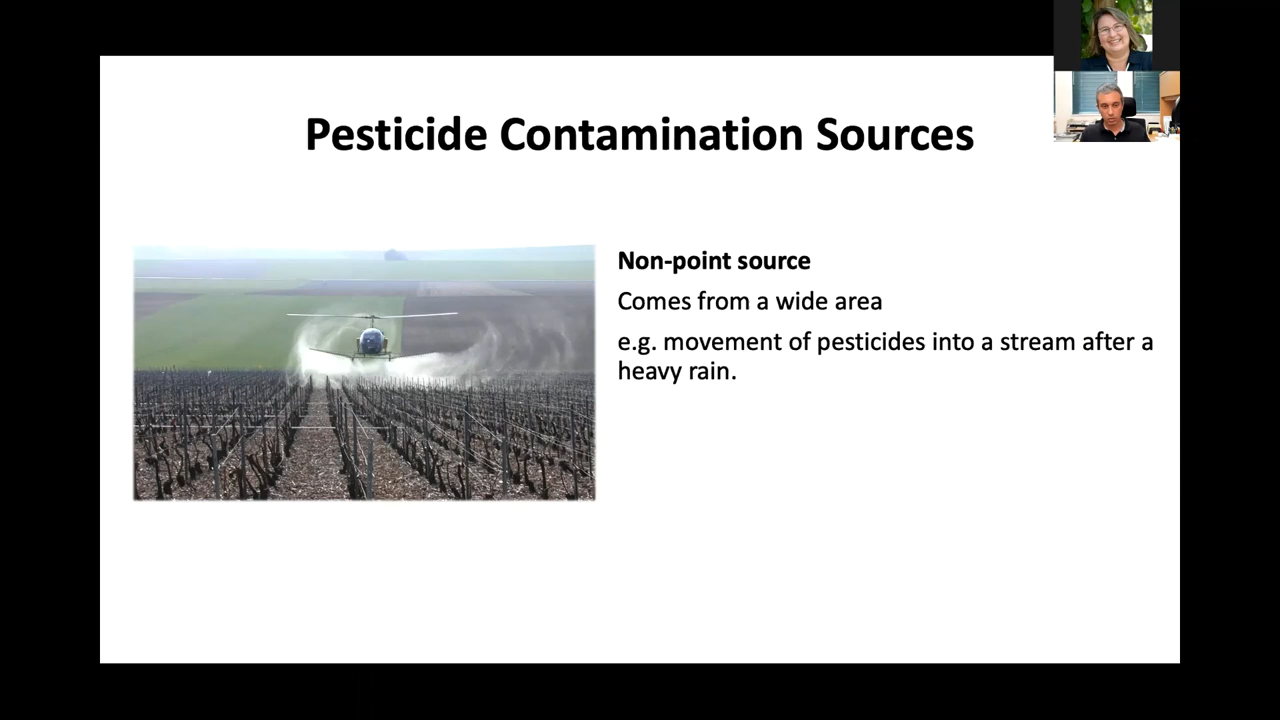 Pesticide Contamination Sources
Non-point source
Comes from a wide area
e.g. movement of pesticides into a stream after a
heavy rain.